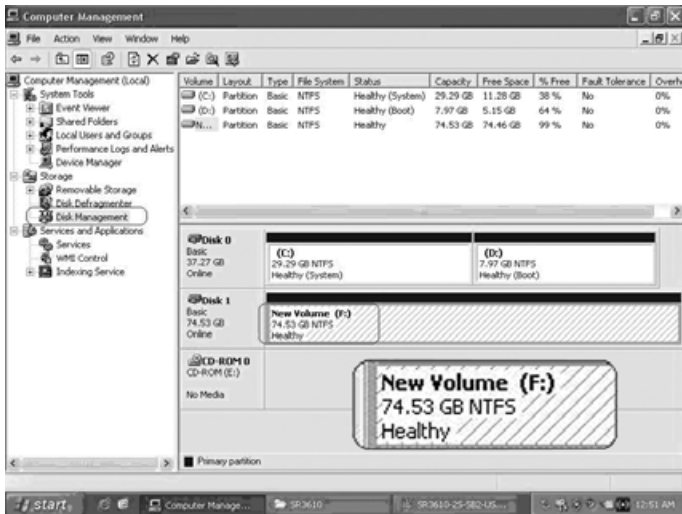 Computer Management
File Action View Window Help
Computer Management (Local)
System Tools
Event Viewer
Shared Folders
Local Users and Groups
Performance Logs and Alerts
Device Manager
Storage
Removable Storage
Disk Defragmenter
Disk Management
Services and Applications
Services
WMI Control
Indexing Service
Volume Layout Type File System Status Capacity Free Space % Free Fault Tolerance Overh
(C:) Partition Basic NTFS Healthy (System) 29.29 GB 11.28 GB 38 % No 0%
(D:) Partition Basic NTFS Healthy (Boot) 7.97 GB 5.15 GB 64 % No 0%
N... Partition Basic NTFS Healthy 74.53 GB 74.46 GB 99 % No 0%
Disk 0
Basic
37.27 GB
Online
(C:)
29.29 GB NTFS
Healthy (System)
(D:)
7.97 GB NTFS
Healthy (Boot)
Disk 1
Basic
74.53 GB
Online
New Volume (F:)
74.53 GB NTFS
Healthy
CD-ROM 0
CD-ROM (E:)
No Media
New Volume (F:)
74.53 GB NTFS
Healthy
Primary partition
start
Computer Manage...
SR3610
SR3610-2S-SB2-US...
12:51 AM